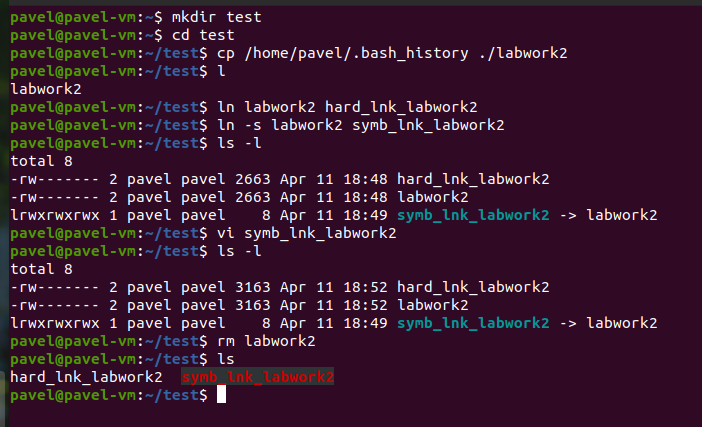 pavel@pavel-vm:~$ mkdir test
pavel@pavel-vm:~$ cd test
pavel@pavel-vm:~/test$ cp /home/pavel/.bash_history ./labwork2
pavel@pavel-vm:~/test$ l
labwork2
pavel@pavel-vm:~/test$ ln labwork2 hard_lnk_labwork2
pavel@pavel-vm:~/test$ ln -s labwork2 symb_lnk_labwork2
pavel@pavel-vm:~/test$ ls -l
total 8
-rw------- 2 pavel pavel 2663 Apr 11 18:48 hard_lnk_labwork2
-rw------- 2 pavel pavel 2663 Apr 11 18:48 labwork2
lrwxrwxrwx 1 pavel pavel    8 Apr 11 18:49 symb_lnk_labwork2 -> labwork2
pavel@pavel-vm:~/test$ vi symb_lnk_labwork2
pavel@pavel-vm:~/test$ ls -l
total 8
-rw------- 2 pavel pavel 3163 Apr 11 18:52 hard_lnk_labwork2
-rw------- 2 pavel pavel 3163 Apr 11 18:52 labwork2
lrwxrwxrwx 1 pavel pavel    8 Apr 11 18:49 symb_lnk_labwork2 -> labwork2
pavel@pavel-vm:~/test$ rm labwork2
pavel@pavel-vm:~/test$ ls
hard_lnk_labwork2  symb_lnk_labwork2
pavel@pavel-vm:~/test$